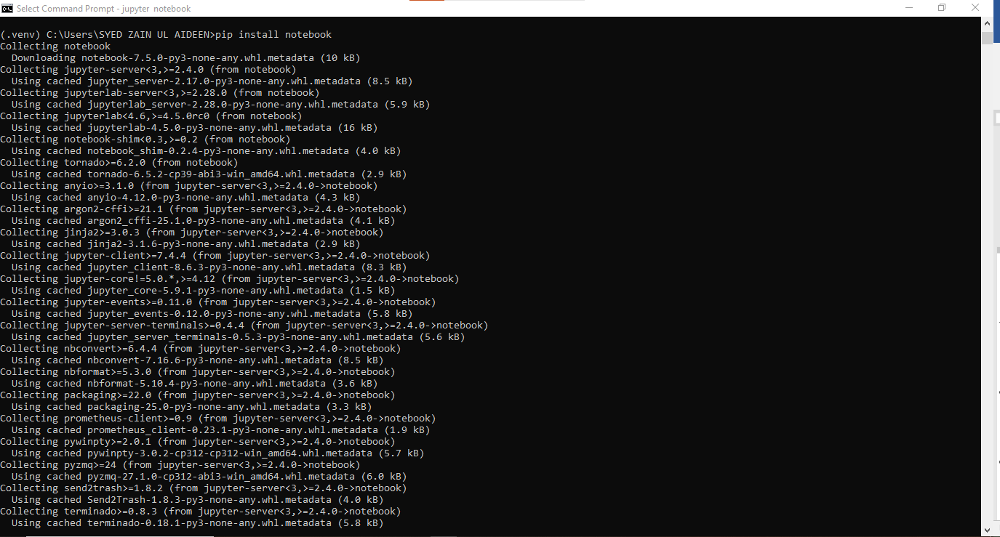 Select Command Prompt - jupyter  notebook
(.venv) C:\Users\SYED ZAIN UL AIDEEN>pip install notebook
Collecting notebook
  Downloading notebook-7.5.0-py3-none-any.whl.metadata (10 kB)
Collecting jupyter-server<3,>=2.4.0 (from notebook)
  Using cached jupyter_server-2.17.0-py3-none-any.whl.metadata (8.5 kB)
Collecting jupyterlab-server<3,>=2.28.0 (from notebook)
  Using cached jupyterlab_server-2.28.0-py3-none-any.whl.metadata (5.9 kB)
Collecting jupyterlab<4.6,>=4.5.0rc0 (from notebook)
  Using cached jupyterlab-4.5.0-py3-none-any.whl.metadata (16 kB)
Collecting notebook-shim<0.3,>=0.2 (from notebook)
  Using cached notebook_shim-0.2.4-py3-none-any.whl.metadata (4.0 kB)
Collecting tornado>=6.2.0 (from notebook)
  Using cached tornado-6.5.2-cp39-abi3-win_amd64.whl.metadata (2.9 kB)
Collecting anyio>=3.1.0 (from jupyter-server<3,>=2.4.0->notebook)
  Using cached anyio-4.12.0-py3-none-any.whl.metadata (4.3 kB)
Collecting argon2-cffi>=21.1 (from jupyter-server<3,>=2.4.0->notebook)
  Using cached argon2_cffi-25.1.0-py3-none-any.whl.metadata (4.1 kB)
Collecting jinja2>=3.0.3 (from jupyter-server<3,>=2.4.0->notebook)
  Using cached jinja2-3.1.6-py3-none-any.whl.metadata (2.9 kB)
Collecting jupyter-client>=7.4.4 (from jupyter-server<3,>=2.4.0->notebook)
  Using cached jupyter_client-8.6.3-py3-none-any.whl.metadata (8.3 kB)
Collecting jupyter-core!=5.0.*,>=4.12 (from jupyter-server<3,>=2.4.0->notebook)
  Using cached jupyter_core-5.9.1-py3-none-any.whl.metadata (1.5 kB)
Collecting jupyter-events>=0.11.0 (from jupyter-server<3,>=2.4.0->notebook)
  Using cached jupyter_events-0.12.0-py3-none-any.whl.metadata (5.8 kB)
Collecting jupyter-server-terminals>=0.4.4 (from jupyter-server<3,>=2.4.0->notebook)
  Using cached jupyter_server_terminals-0.5.3-py3-none-any.whl.metadata (5.6 kB)
Collecting nbconvert>=6.4.4 (from jupyter-server<3,>=2.4.0->notebook)
  Using cached nbconvert-7.16.6-py3-none-any.whl.metadata (8.5 kB)
Collecting nbformat>=5.3.0 (from jupyter-server<3,>=2.4.0->notebook)
  Using cached nbformat-5.10.4-py3-none-any.whl.metadata (3.6 kB)
Collecting packaging>=22.0 (from jupyter-server<3,>=2.4.0->notebook)
  Using cached packaging-25.0-py3-none-any.whl.metadata (3.3 kB)
Collecting prometheus-client>=0.9 (from jupyter-server<3,>=2.4.0->notebook)
  Using cached prometheus_client-0.23.1-py3-none-any.whl.metadata (1.9 kB)
Collecting pywinpty>=2.0.1 (from jupyter-server<3,>=2.4.0->notebook)
  Using cached pywinpty-3.0.2-cp312-cp312-win_amd64.whl.metadata (5.7 kB)
Collecting pyzmq>=24 (from jupyter-server<3,>=2.4.0->notebook)
  Using cached pyzmq-27.1.0-cp312-abi3-win_amd64.whl.metadata (6.0 kB)
Collecting send2trash>=1.8.2 (from jupyter-server<3,>=2.4.0->notebook)
  Using cached Send2Trash-1.8.3-py3-none-any.whl.metadata (4.0 kB)
Collecting terminado>=0.8.3 (from jupyter-server<3,>=2.4.0->notebook)
  Using cached terminado-0.18.1-py3-none-any.whl.metadata (5.8 kB)